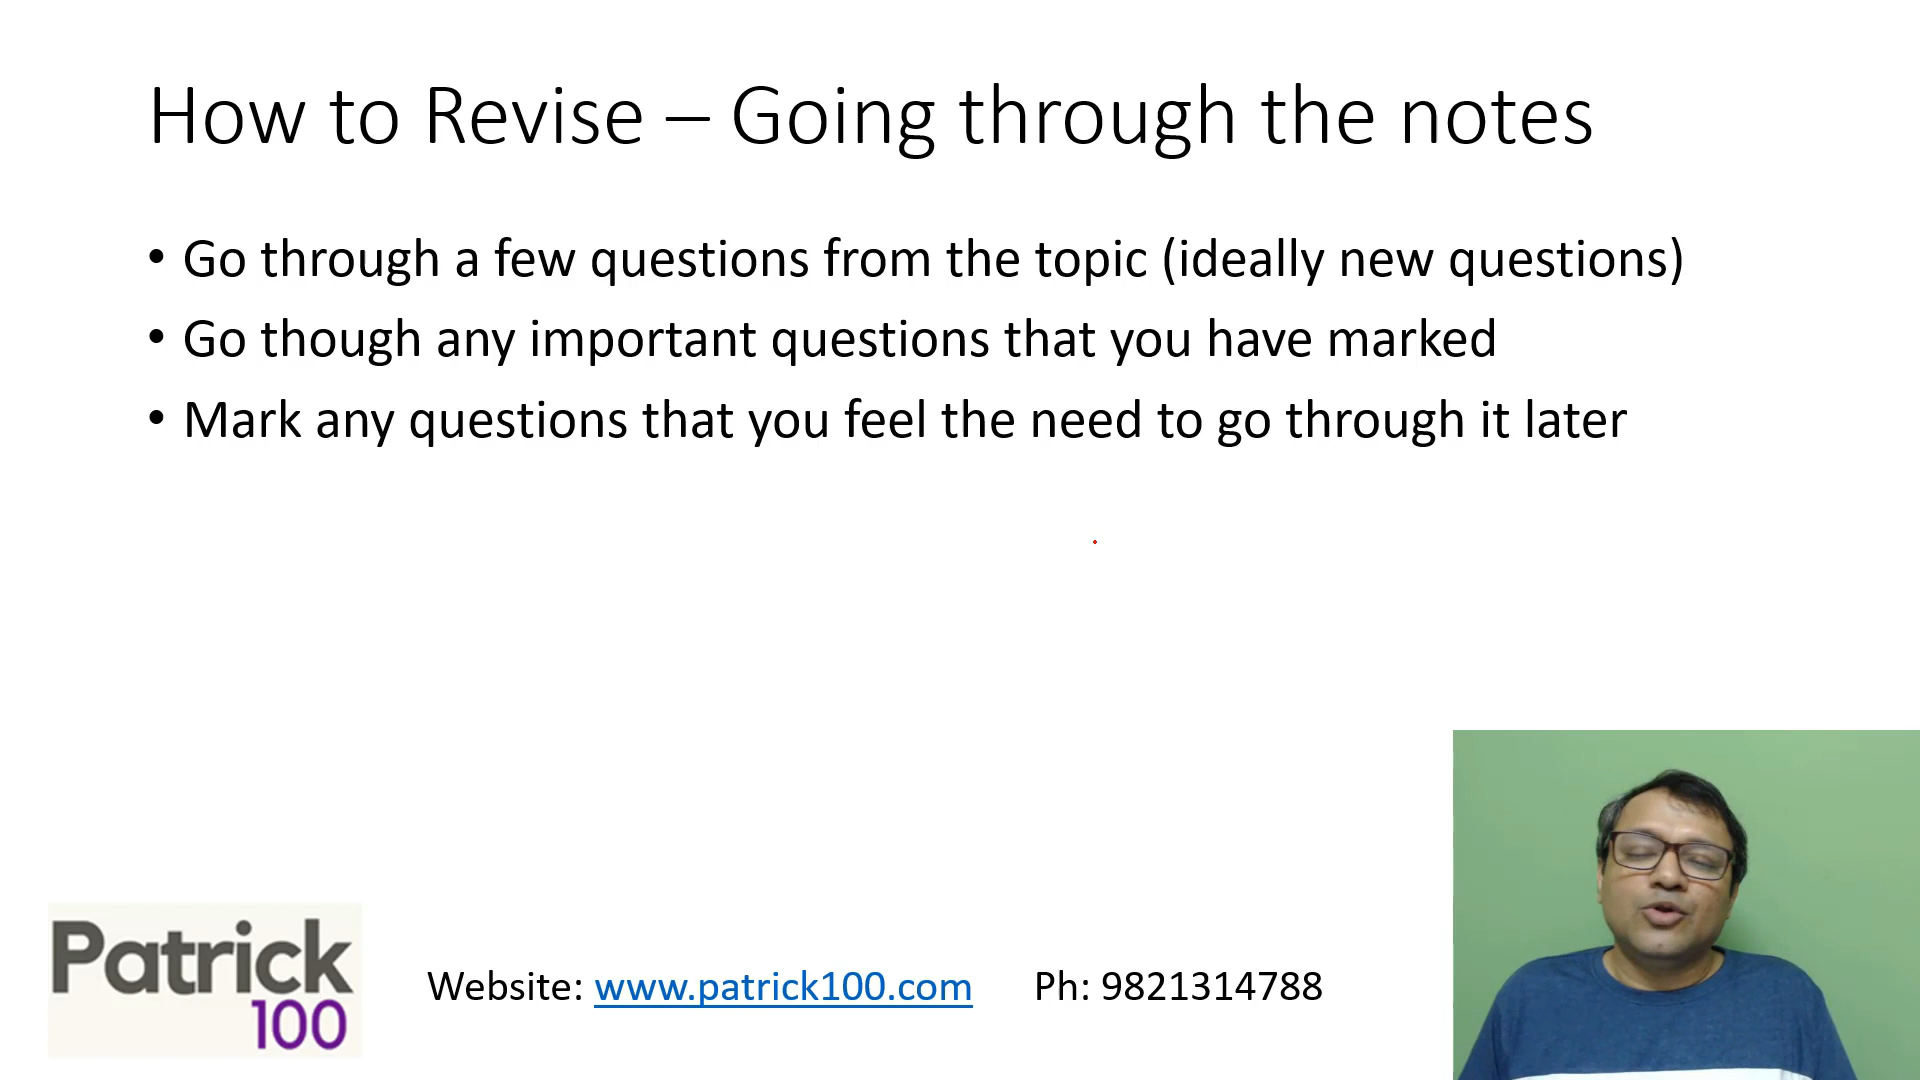 How to Revise – Going through the notes
• Go through a few questions from the topic (ideally new questions)
• Go though any important questions that you have marked
• Mark any questions that you feel the need to go through it later
Patrick
100
Website: www.patrick100.com Ph: 9821314788